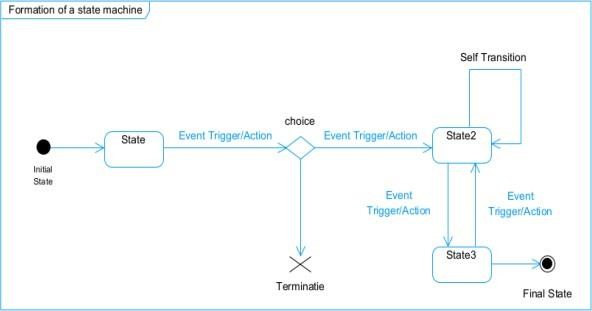 Formation of a state machine
Self Transition
choice
State
Event Trigger/Action
Event Trigger/Action
State2
Initial
State
Event
Trigger/Action
Event
Trigger/Action
State3
Terminatie
Final State